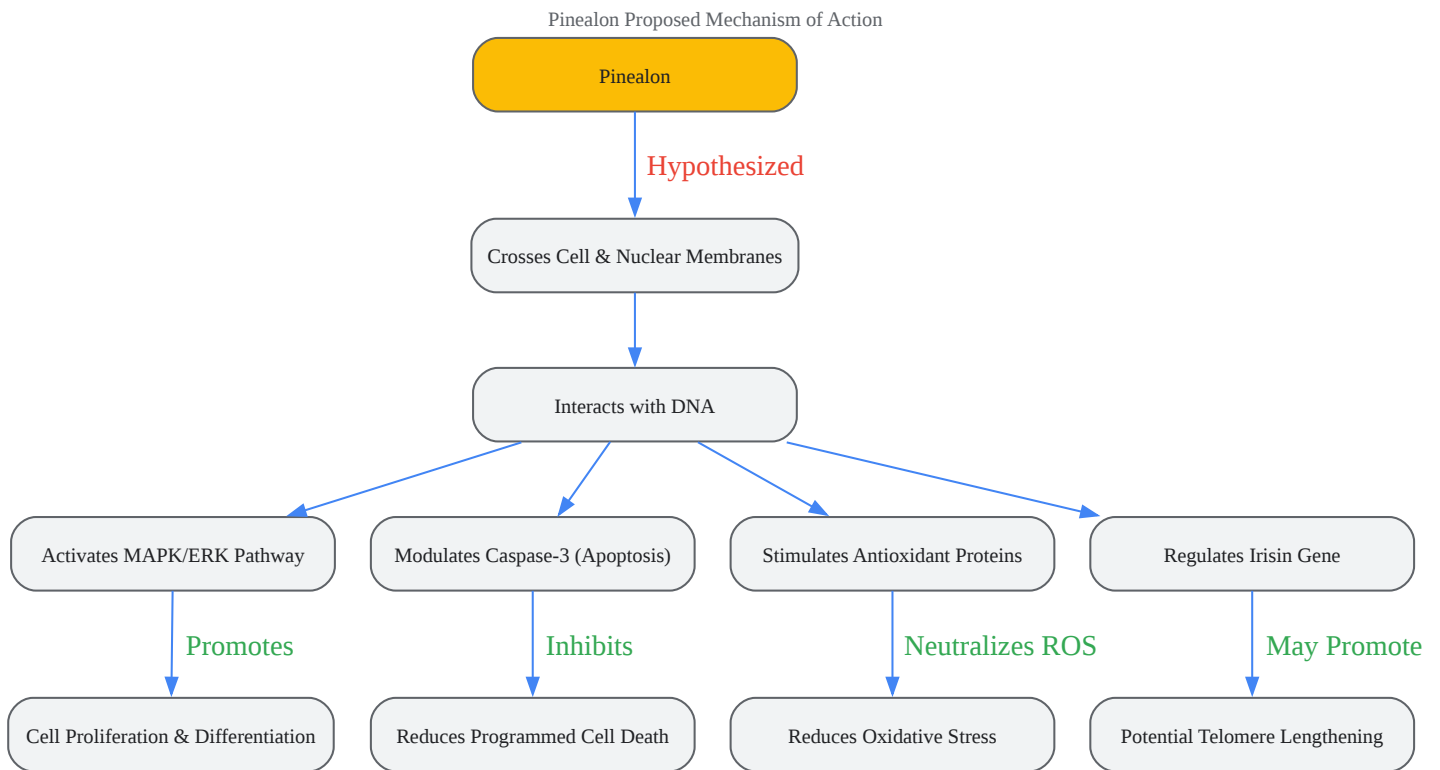 Pinealon Proposed Mechanism of Action
Pinealon
Hypothesized
Crosses Cell & Nuclear Membranes
Interacts with DNA
Activates MAPK/ERK Pathway
Modulates Caspase-3 (Apoptosis)
Stimulates Antioxidant Proteins
Regulates Irisin Gene
Promotes
Inhibits
Neutralizes ROS
May Promote
Cell Proliferation & Differentiation
Reduces Programmed Cell Death
Reduces Oxidative Stress
Potential Telomere Lengthening